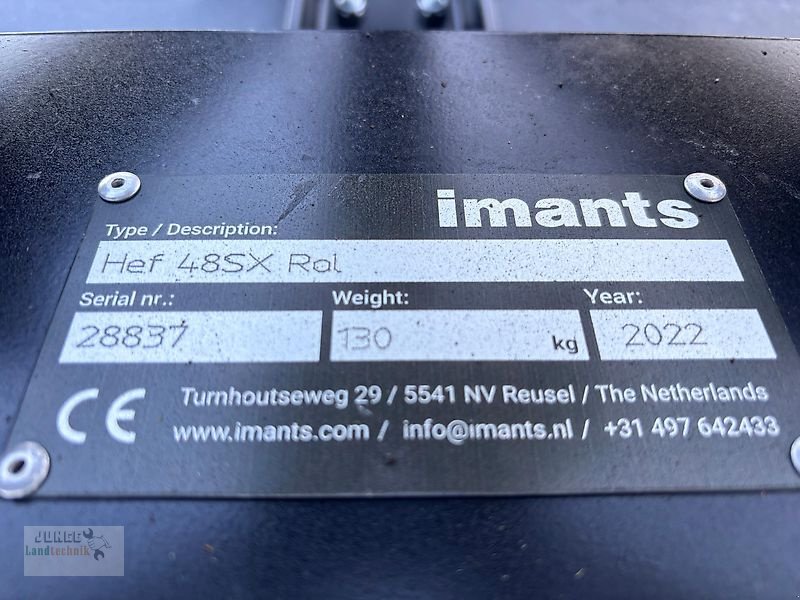 imants
Type / Description:
Hef 48SX Rol
Serial nr.: Weight: Year:
28837 130 kg 2022
CE Turnhoutseweg 29 / 5541 NV Reusel / The Netherlands
www.imants.com / info@imants.nl / +31 497 642433
JUNGE
Landtechnik